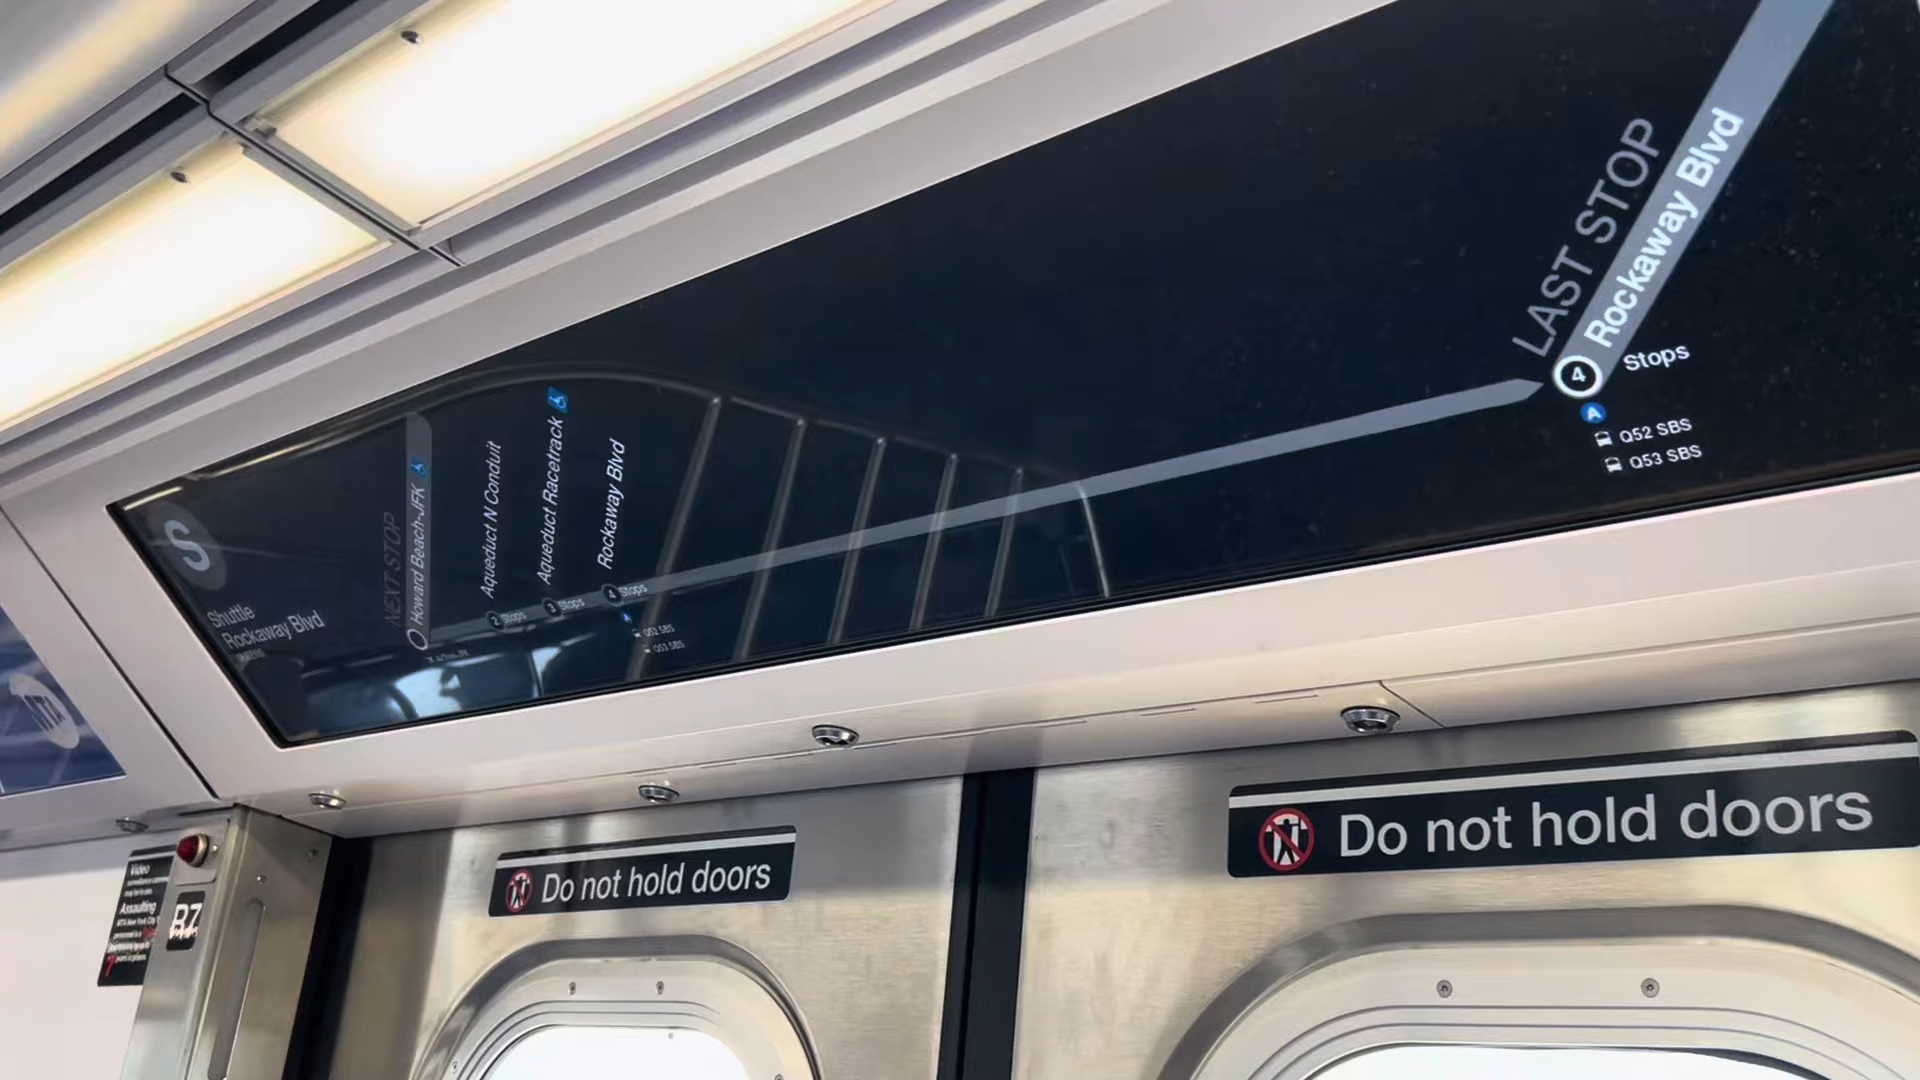 S
Shuttle
Rockaway Blvd
NEXT STOP
Howard Beach-JFK
Aqueduct N Conduit
2 Stops
Aqueduct Racetrack
3 Stops
Rockaway Blvd
4 Stops
A
Q52 SBS
Q53 SBS
LAST STOP
Rockaway Blvd
4 Stops
A
Q52 SBS
Q53 SBS
MTA
Do not hold doors
Do not hold doors
Video
Assaulting